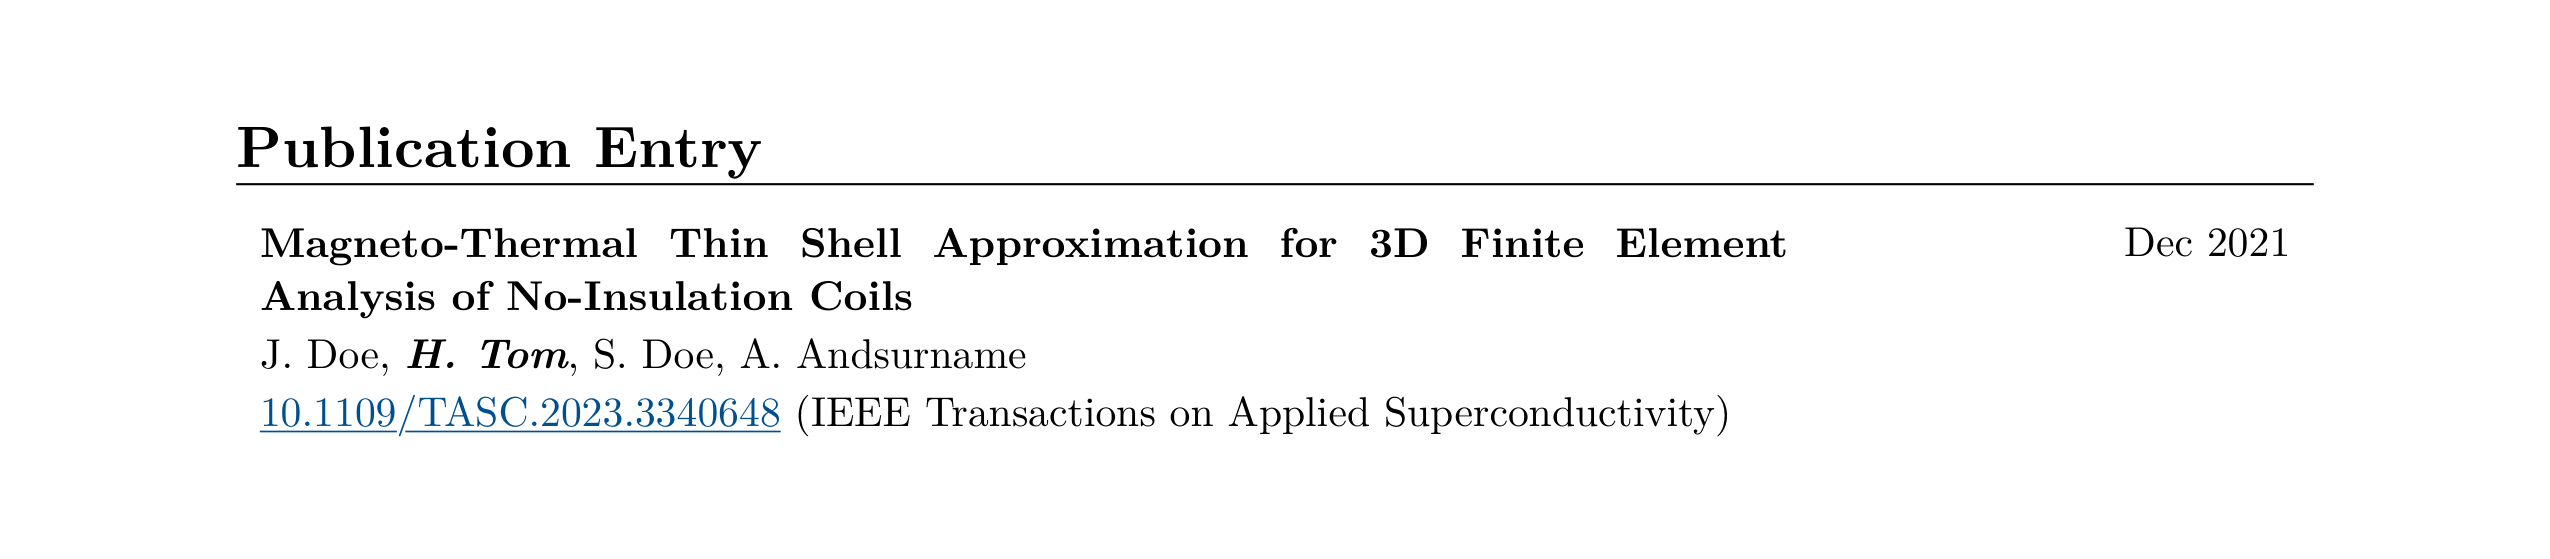 Publication Entry
Magneto-Thermal Thin Shell Approximation for 3D Finite Element Dec 2021
Analysis of No-Insulation Coils
J. Doe, H. Tom, S. Doe, A. Andsurname
10.1109/TASC.2023.3340648 (IEEE Transactions on Applied Superconductivity)